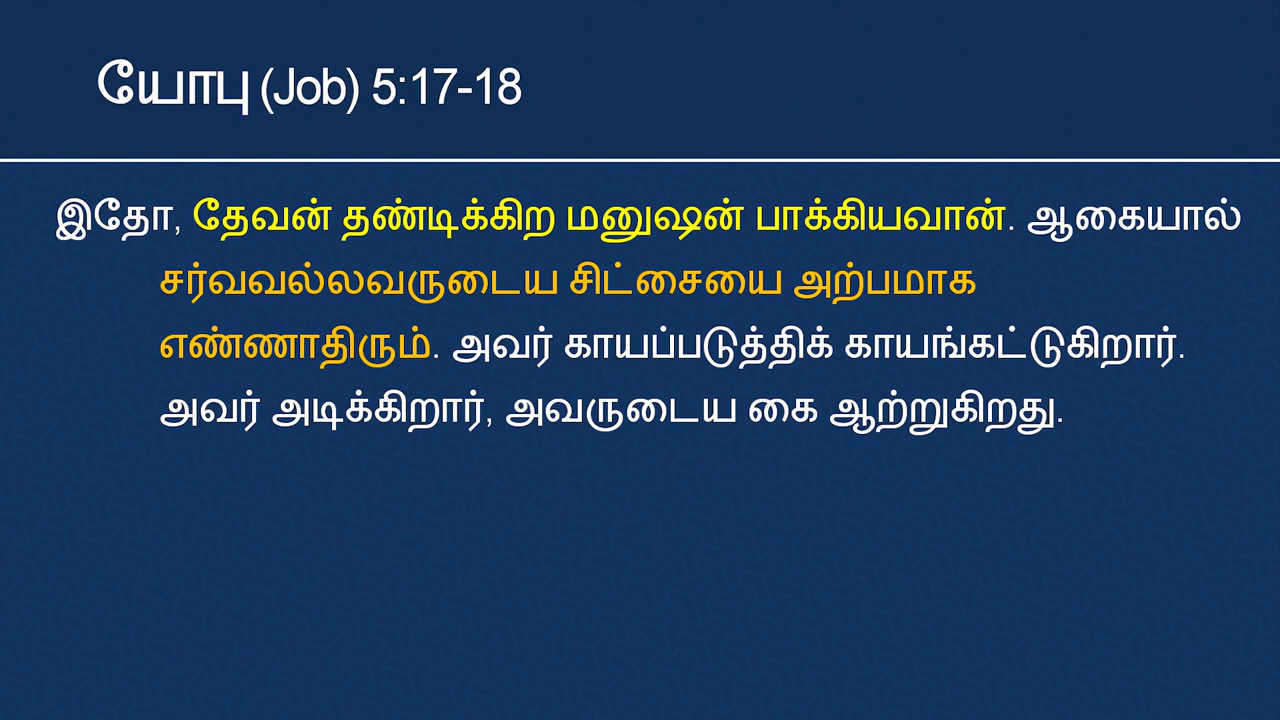 யோபு (Job) 5:17-18
இதோ, தேவன் தண்டிக்கிற மனுஷன் பாக்கியவான். ஆகையால்
சர்வவல்லவருடைய சிட்சையை அற்பமாக
எண்ணாதிரும். அவர் காயப்படுத்திக் காயங்கட்டுகிறார்.
அவர் அடிக்கிறார், அவருடைய கை ஆற்றுகிறது.